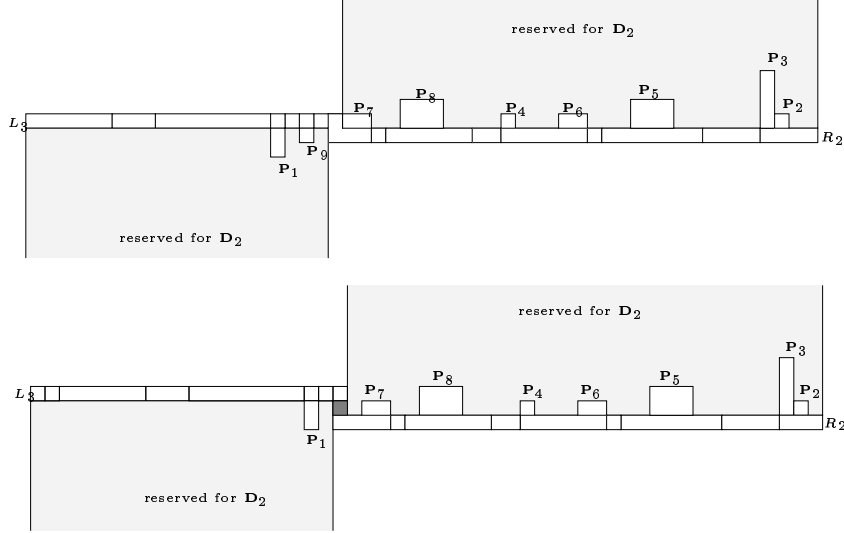 reserved for D2
P3
P8
P5
P7
P4
P6
P2
L3
R2
P9
P1
reserved for D2
reserved for D2
P3
P8
P5
P7
P4
P6
P2
L3
R2
P1
reserved for D2